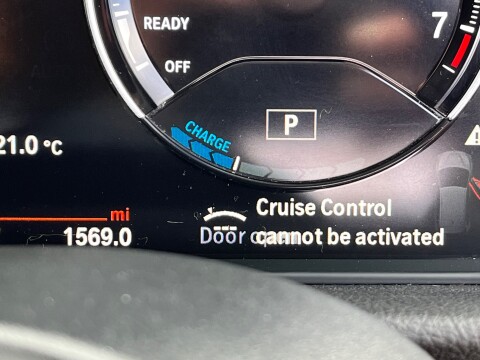 READY
OFF
7
CHARGE
P
21.0 °C
mi
1569.0
Cruise Control
Door cannot be activated